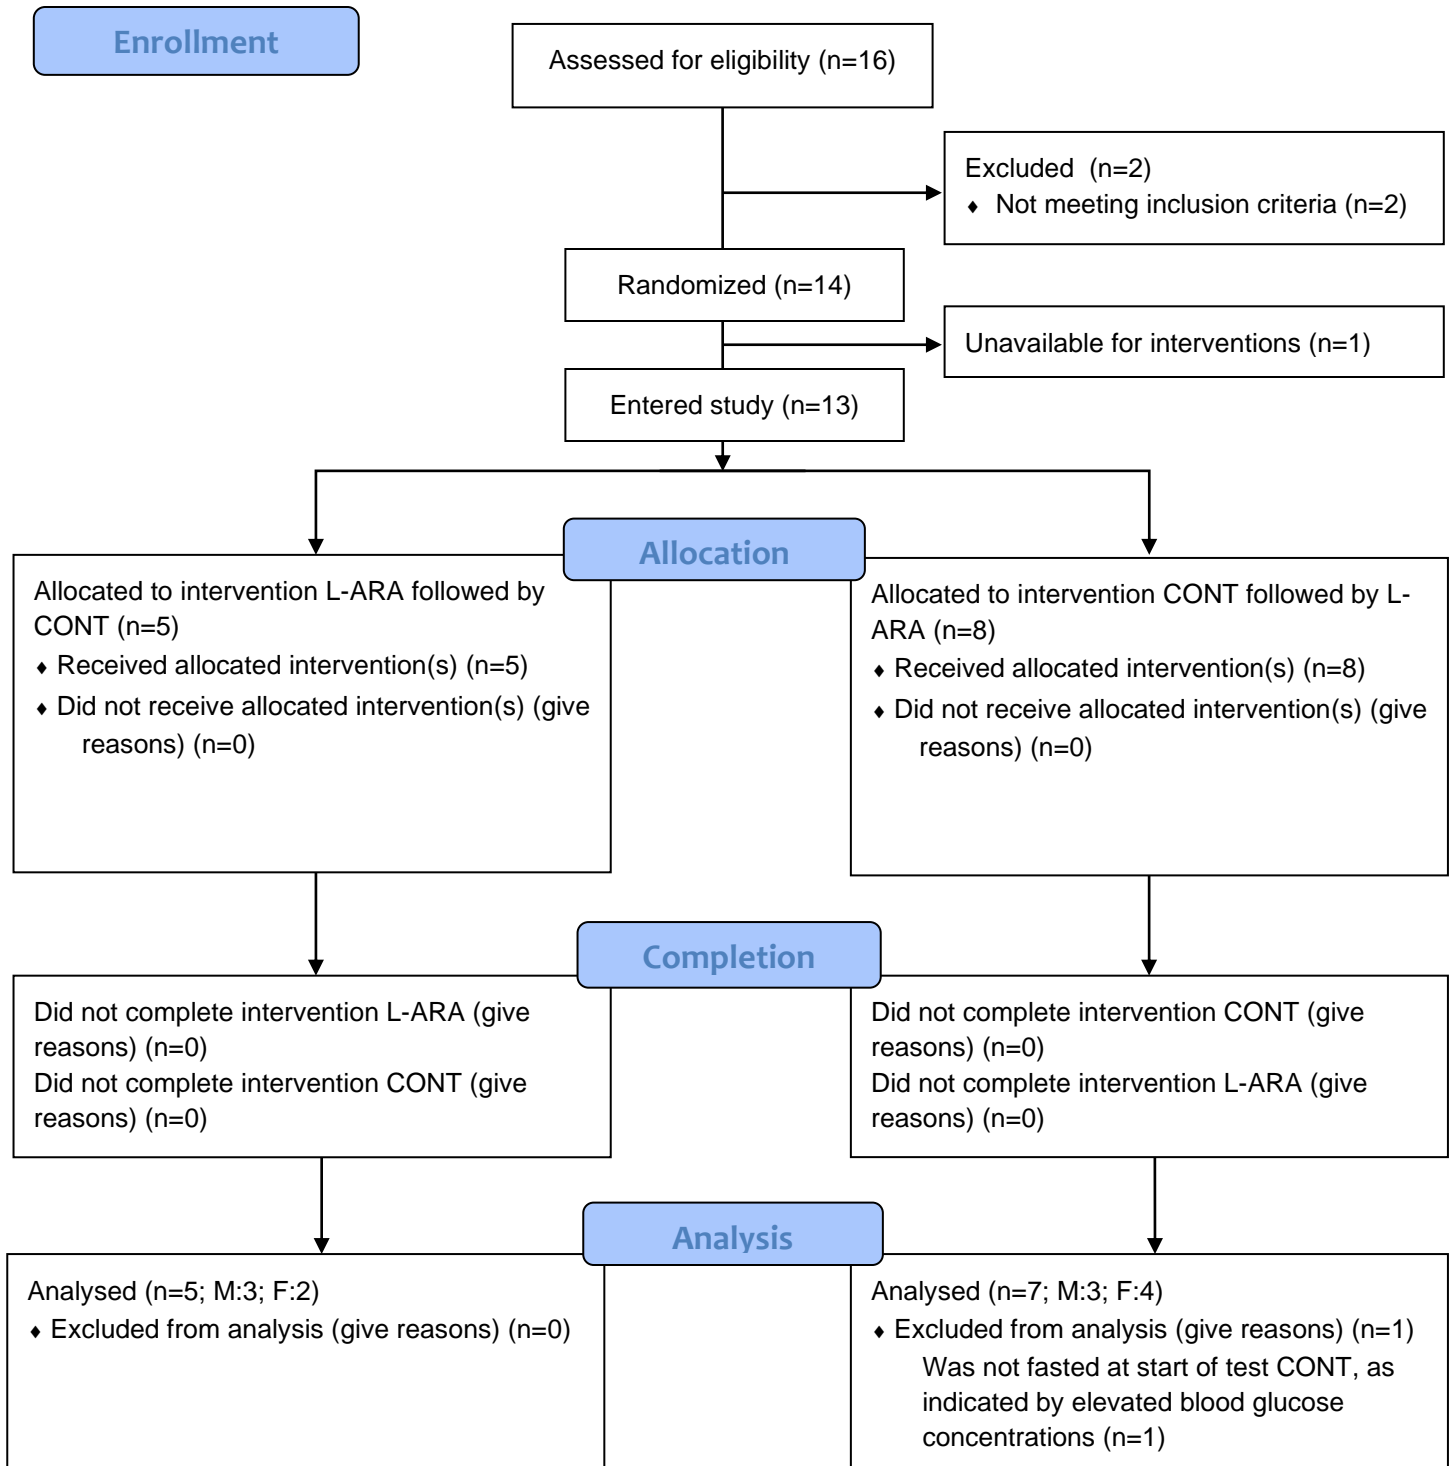 Enrollment
Assessed for eligibility (n=16)
Excluded (n=2)
♦ Not meeting inclusion criteria (n=2)
Randomized (n=14)
Unavailable for interventions (n=1)
Entered study (n=13)
Allocation
Allocated to intervention L-ARA followed by
CONT (n=5)
♦ Received allocated intervention(s) (n=5)
♦ Did not receive allocated intervention(s) (give
reasons) (n=0)
Allocated to intervention CONT followed by L-
ARA (n=8)
♦ Received allocated intervention(s) (n=8)
♦ Did not receive allocated intervention(s) (give
reasons) (n=0)
Completion
Did not complete intervention L-ARA (give
reasons) (n=0)
Did not complete intervention CONT (give
reasons) (n=0)
Did not complete intervention CONT (give
reasons) (n=0)
Did not complete intervention L-ARA (give
reasons) (n=0)
Analysis
Analysed (n=5; M:3; F:2)
♦ Excluded from analysis (give reasons) (n=0)
Analysed (n=7; M:3; F:4)
♦ Excluded from analysis (give reasons) (n=1)
Was not fasted at start of test CONT, as
indicated by elevated blood glucose
concentrations (n=1)